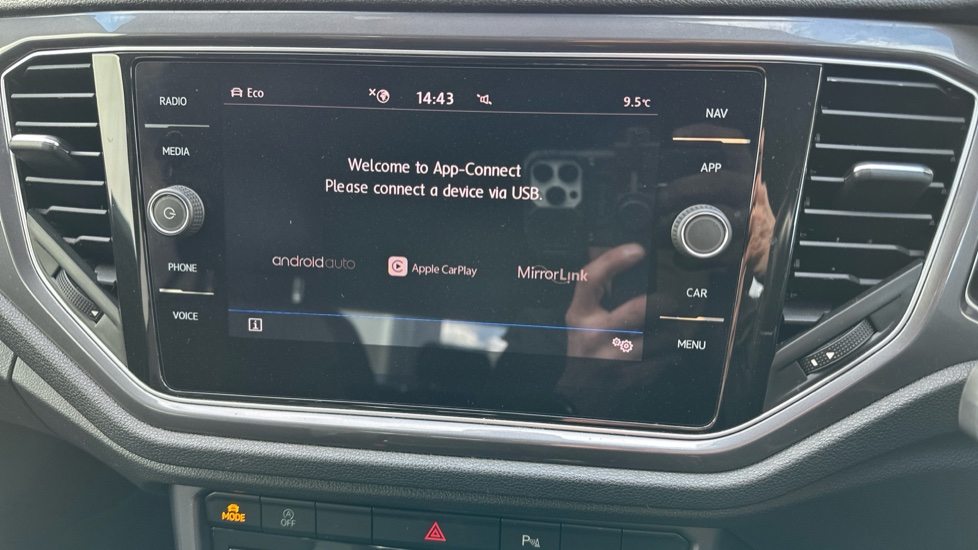 Eco
14:43
9.5°C
RADIO
MEDIA
PHONE
VOICE
Welcome to App-Connect
Please connect a device via USB.
androidauto
Apple CarPlay
MirrorLink
NAV
APP
CAR
MENU
MODE
A OFF
P